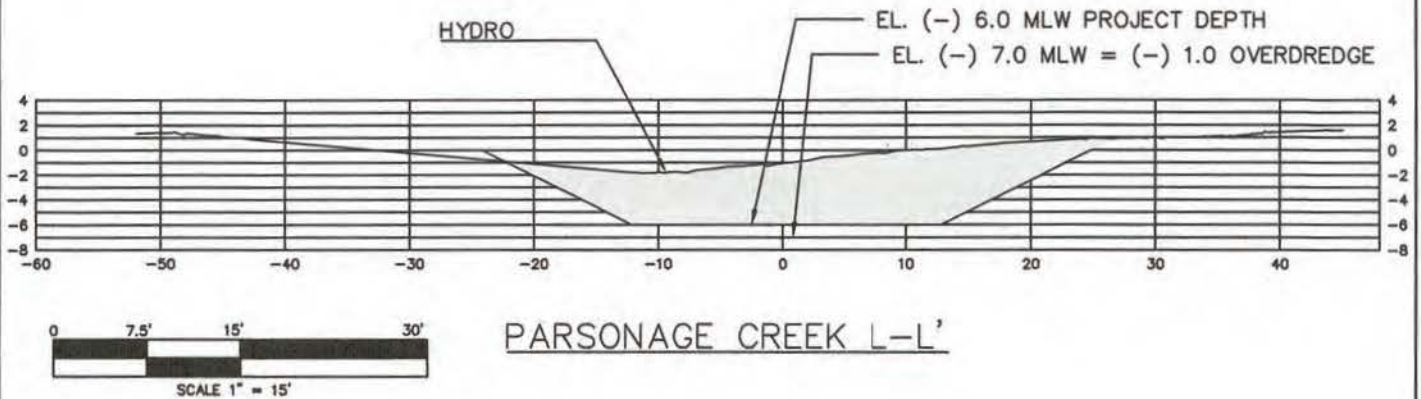 EL. (-) 6.0 MLW PROJECT DEPTH
HYDRO
EL. (-) 7.0 MLW = (-) 1.0 OVERDREDGE
4 4
2 2
0 0
-2 -2
-4 -4
-6 -6
-8 -8
-60 -50 -40 -30 -20 -10 0 10 20 30 40
0 7.5' 15' 30'
PARSONAGE CREEK L-L'
SCALE 1" = 15'